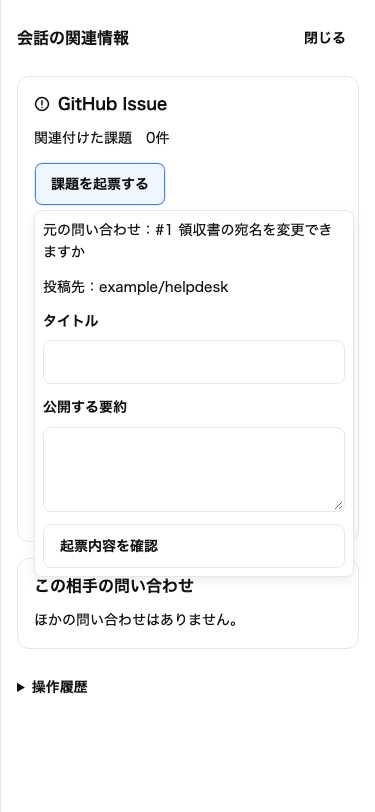 会話の関連情報
閉じる
GitHub Issue
関連付けた課題 0件
課題を起票する
元の問い合わせ：#1 領収書の宛名を変更でき
ますか
投稿先：example/helpdesk
タイトル
公開する要約
起票内容を確認
この相手の問い合わせ
ほかの問い合わせはありません。
操作履歴